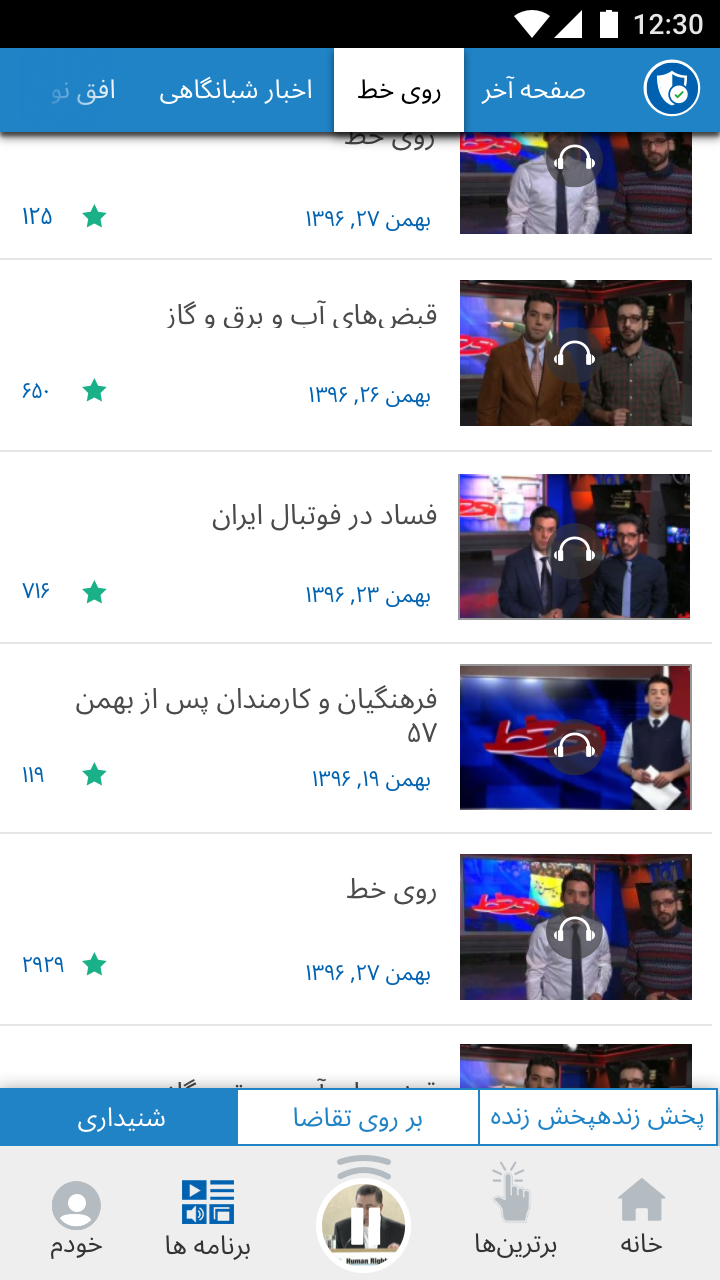 12:30
صفحه آخر
روی خط
اخبار شبانگاهی
افق نو
روی خط
بهمن ۲۷, ۱۳۹۶
۱۲۵
قبض‌های آب و برق و گاز
بهمن ۲۶, ۱۳۹۶
۶۵۰
فساد در فوتبال ایران
بهمن ۲۳, ۱۳۹۶
۷۱۶
فرهنگیان و کارمندان پس از بهمن
۵۷
بهمن ۱۹, ۱۳۹۶
۱۱۹
روی خط
بهمن ۲۷, ۱۳۹۶
۲۹۲۹
پخش زندهپخش زنده
بر روی تقاضا
شنیداری
خانه
برترین‌ها
Human Right
برنامه ها
خودم